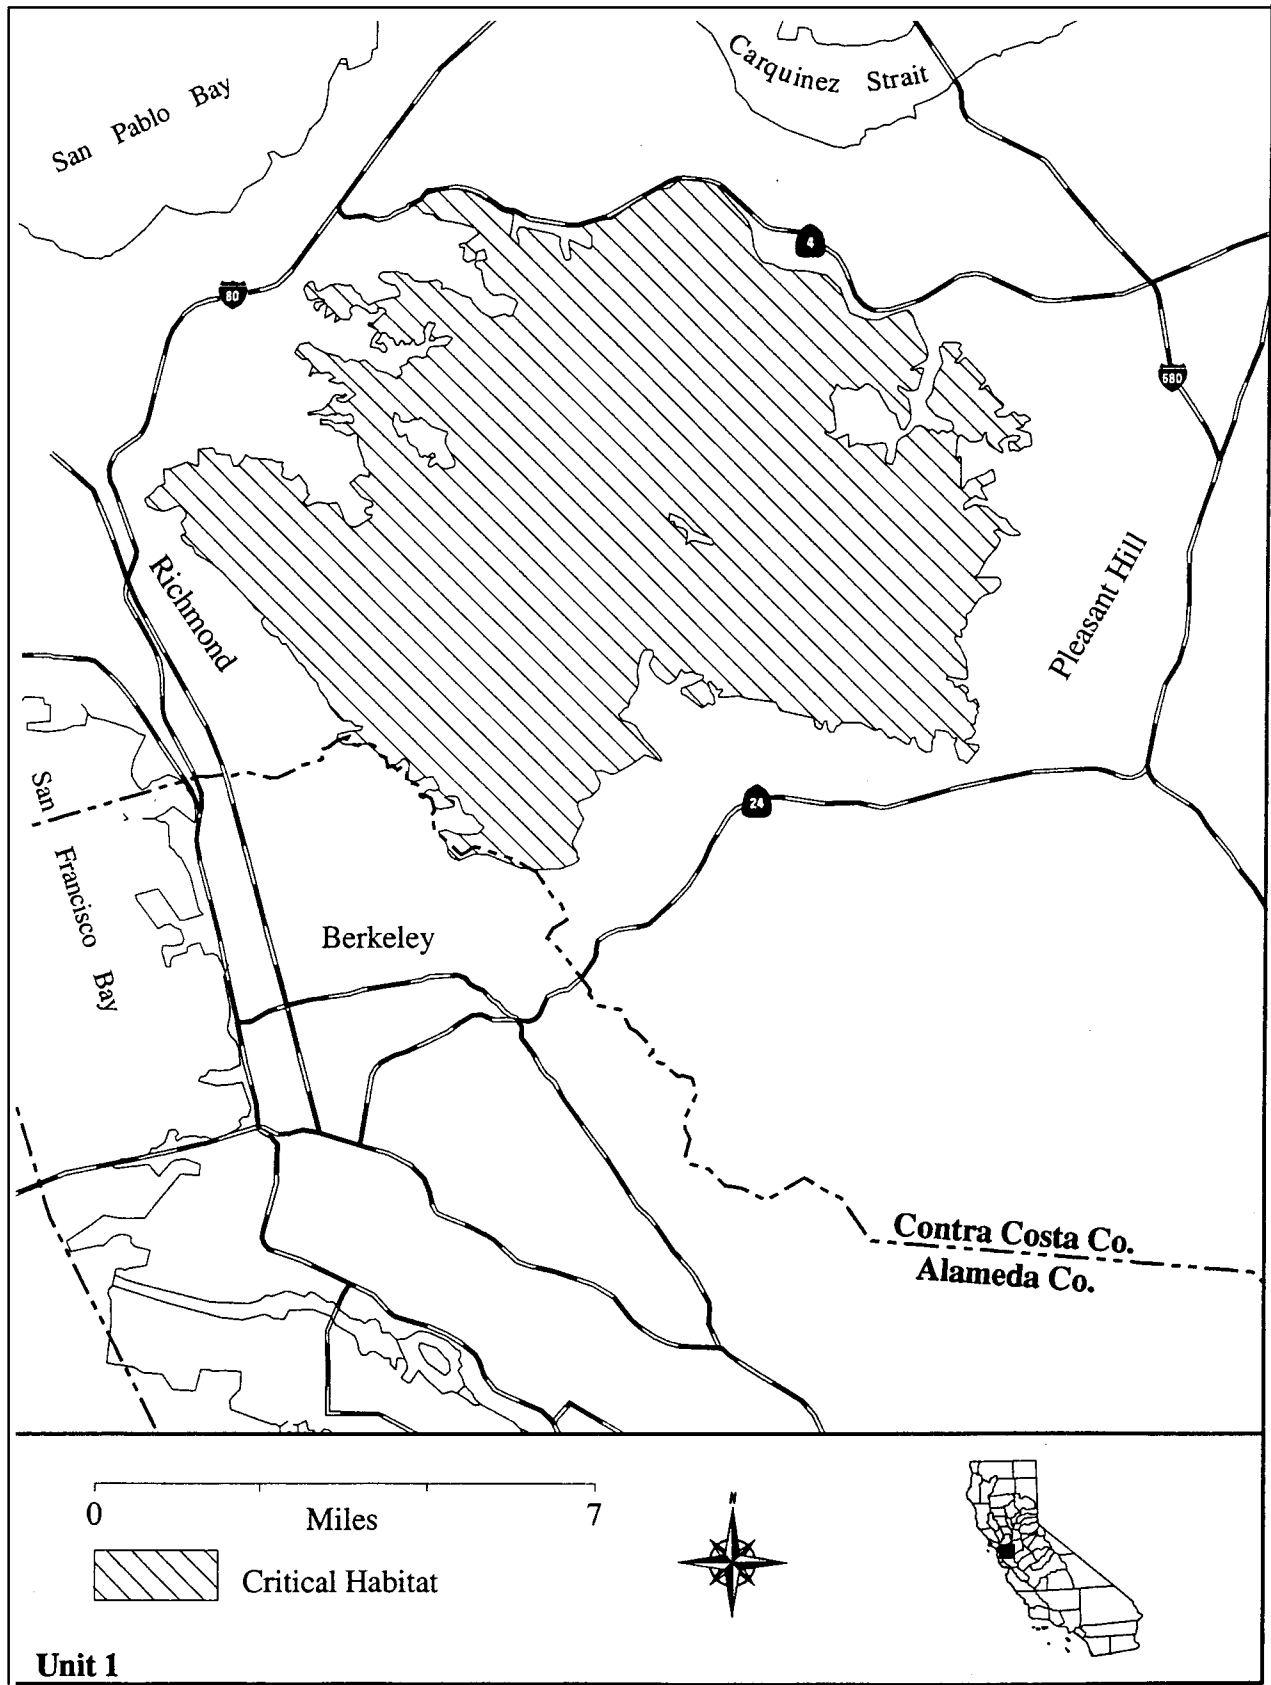 San Pablo Bay
Carquinez Strait
4
80
680
Richmond
Pleasant Hill
San Francisco Bay
24
Berkeley
Contra Costa Co.
Alameda Co.
0 7
Miles
N
Critical Habitat
Unit 1